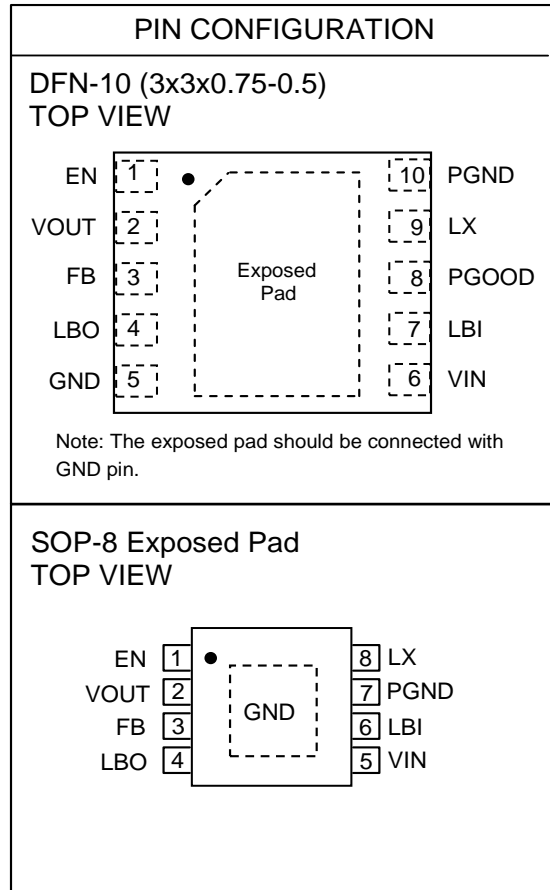 PIN CONFIGURATION
DFN-10 (3x3x0.75-0.5)
TOP VIEW
EN 1 10 PGND
VOUT 2 9 LX
FB 3 Exposed Pad 8 PGOOD
LBO 4 7 LBI
GND 5 6 VIN
Note: The exposed pad should be connected with
GND pin.
SOP-8 Exposed Pad
TOP VIEW
EN 1 8 LX
VOUT 2 GND 7 PGND
FB 3 6 LBI
LBO 4 5 VIN